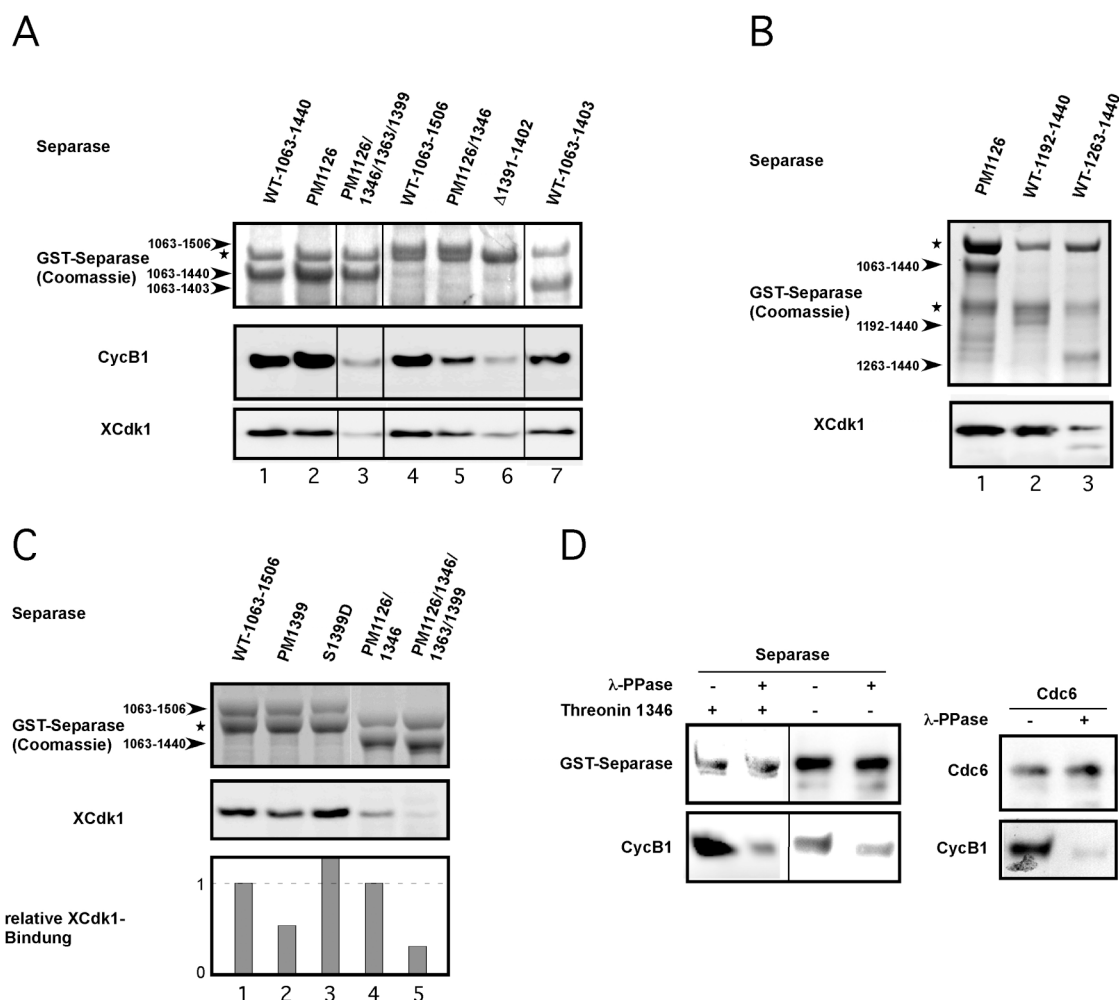 A
Separase
WT-1063-1440
PM1126
PM1126/
1346/1363/1399
WT-1063-1506
PM1126/1346
Δ1391-1402
WT-1063-1403
1063-1506
★
GST-Separase
(Coomassie)
1063-1440
1063-1403
CycB1
XCdk1
1 2 3 4 5 6 7
B
Separase
PM1126
WT-1192-1440
WT-1263-1440
★
1063-1440
GST-Separase
(Coomassie)
★
1192-1440
1263-1440
XCdk1
1 2 3
C
Separase
WT-1063-1506
PM1399
S1399D
PM1126/
1346
PM1126/1346/
1363/1399
1063-1506
GST-Separase ★
(Coomassie)
1063-1440
XCdk1
relative XCdk1-
Bindung
1
0
1 2 3 4 5
D
Separase
λ-PPase - + - +
Threonin 1346 + + - -
GST-Separase
CycB1
Cdc6
λ-PPase - +
Cdc6
CycB1